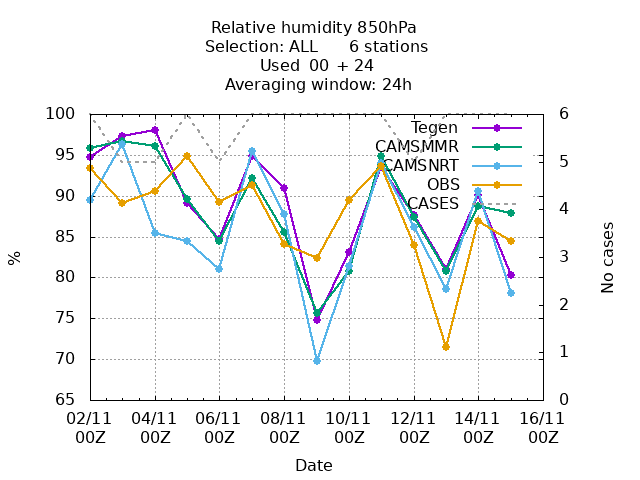 Relative humidity 850hPa
Selection: ALL 6 stations
Used 00 + 24
Averaging window: 24h
100
95
90
85
80
75
70
65
%
6
5
4
3
2
1
0
No cases
Tegen
CAMSMMR
CAMSNRT
OBS
CASES
02/11 04/11 06/11 08/11 10/11 12/11 14/11 16/11
00Z 00Z 00Z 00Z 00Z 00Z 00Z 00Z
Date